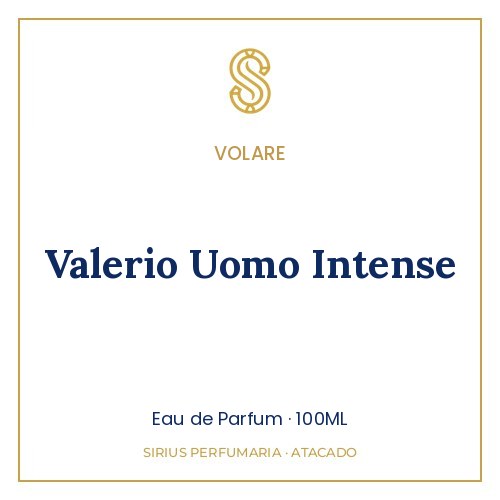 VOLARE
Valerio Uomo Intense
Eau de Parfum · 100ML
SIRIUS PERFUMARIA · ATACADO